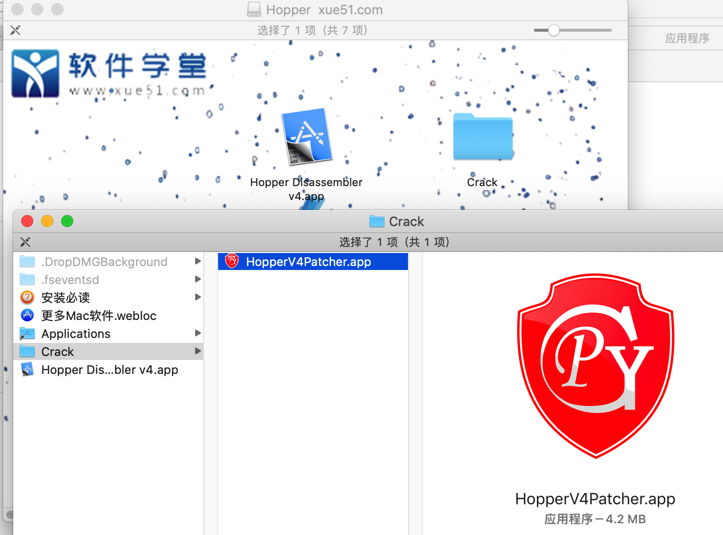 Hopper xue51.com
选择了 1 项（共 7 项）
应用程序
软件学堂
www.xue51.com
Hopper Disassembler
v4.app
Crack
Crack
选择了 1 项（共 1 项）
.DropDMGBackground
.fseventsd
安装必读
更多Mac软件.webloc
Applications
Crack
Hopper Dis...bler v4.app
HopperV4Patcher.app
CPY
HopperV4Patcher.app
应用程序 – 4.2 MB